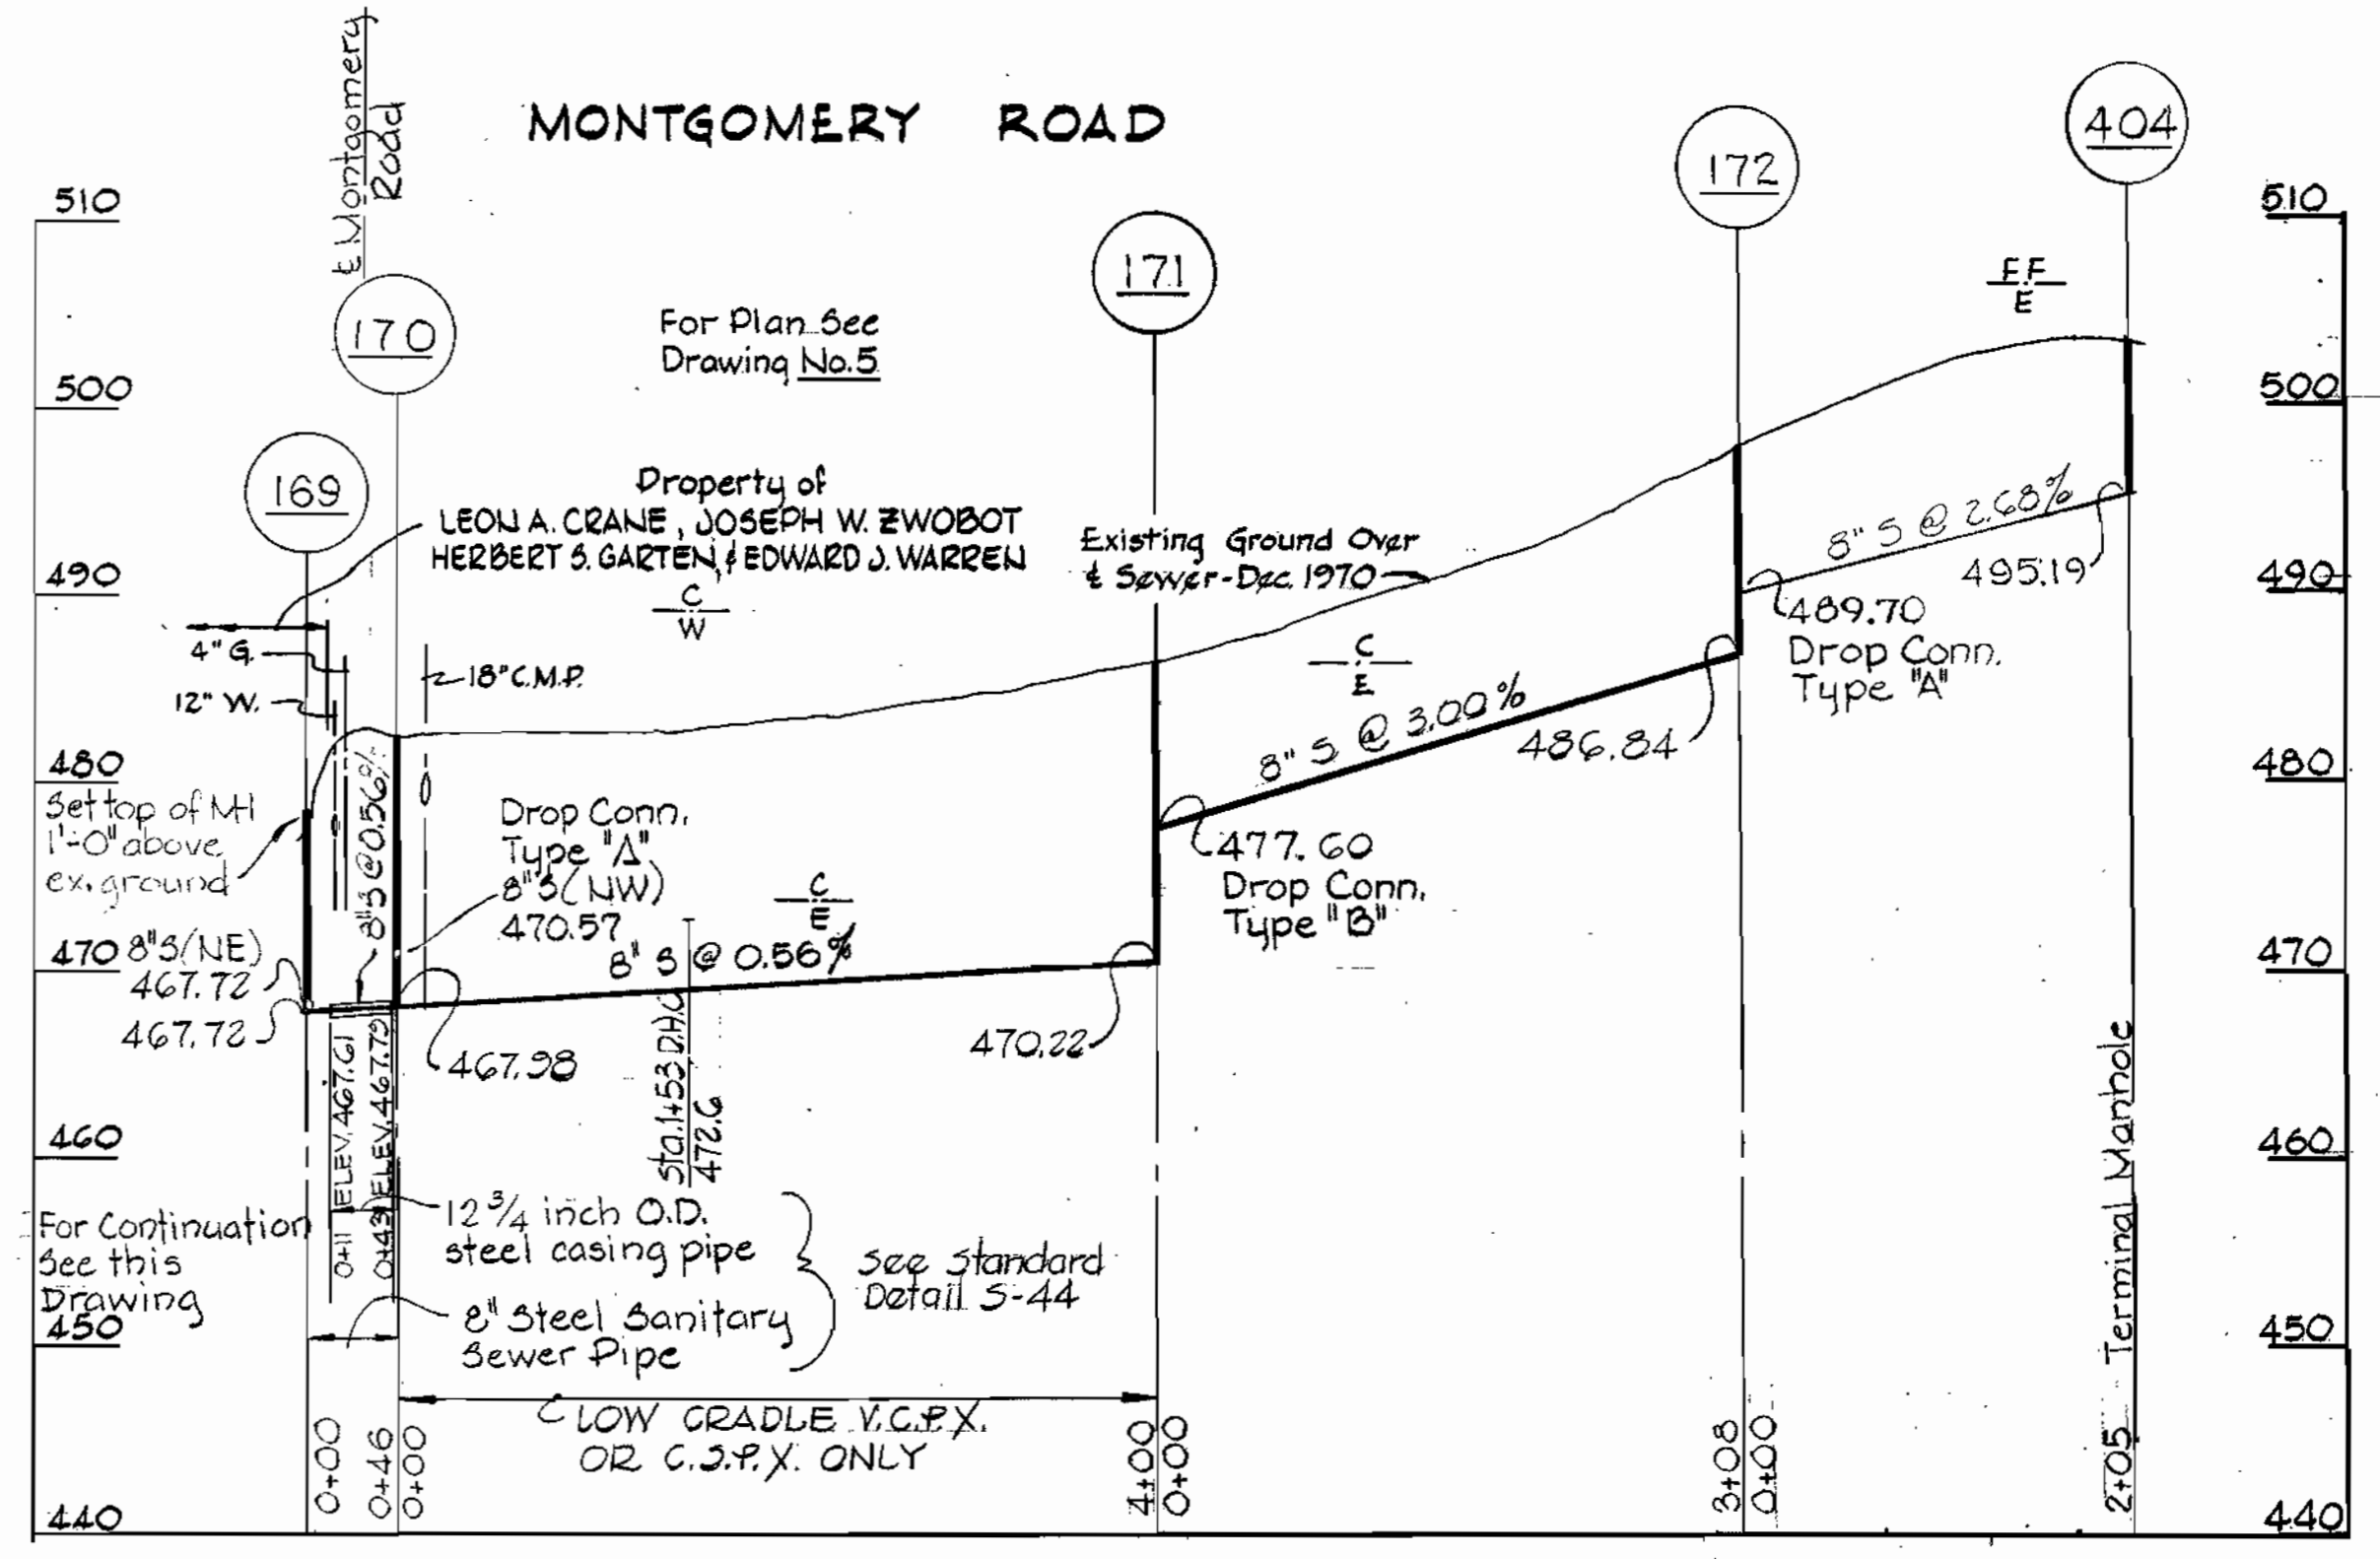 ℄ Montgomery
Road
MONTGOMERY ROAD
404
172
171
170
169
510
500
490
480
470
460
450
440
510
500
490
480
470
460
450
440
For Plan See
Drawing No.5
Property of
LEON A. CRANE, JOSEPH W. ZWOBOT
HERBERT S. GARTEN, & EDWARD J. WARREN
C
W
Existing Ground Over
℄ Sewer-Dec. 1970
F.F.
E
C
E
C
E
4" G.
12" W.
18" C.M.P.
Set top of MH
1'-0" above
ex. ground
8"S@0.56%
Drop Conn.
Type "A"
8"S(NW)
470.57
8" S @ 0.56%
8" S @ 3.00%
8" S @ 2.68%
495.19
489.70
Drop Conn.
Type "A"
486.84
477.60
Drop Conn.
Type "B"
8"S(NE)
467.72
467.72
467.98
470.22
0+11 ELEV. 467.61
0+43 ELEV. 467.79
Sta. 1+53 D.H.C.
472.6
12 3/4 inch O.D.
steel casing pipe
8" Steel Sanitary
Sewer Pipe
See Standard
Detail S-44
For Continuation
See this
Drawing
LOW CRADLE V.C.P.X.
OR C.S.P.X. ONLY
0+00
0+46
0+00
4+00
0+00
3+08
0+00
2+05 Terminal Manhole